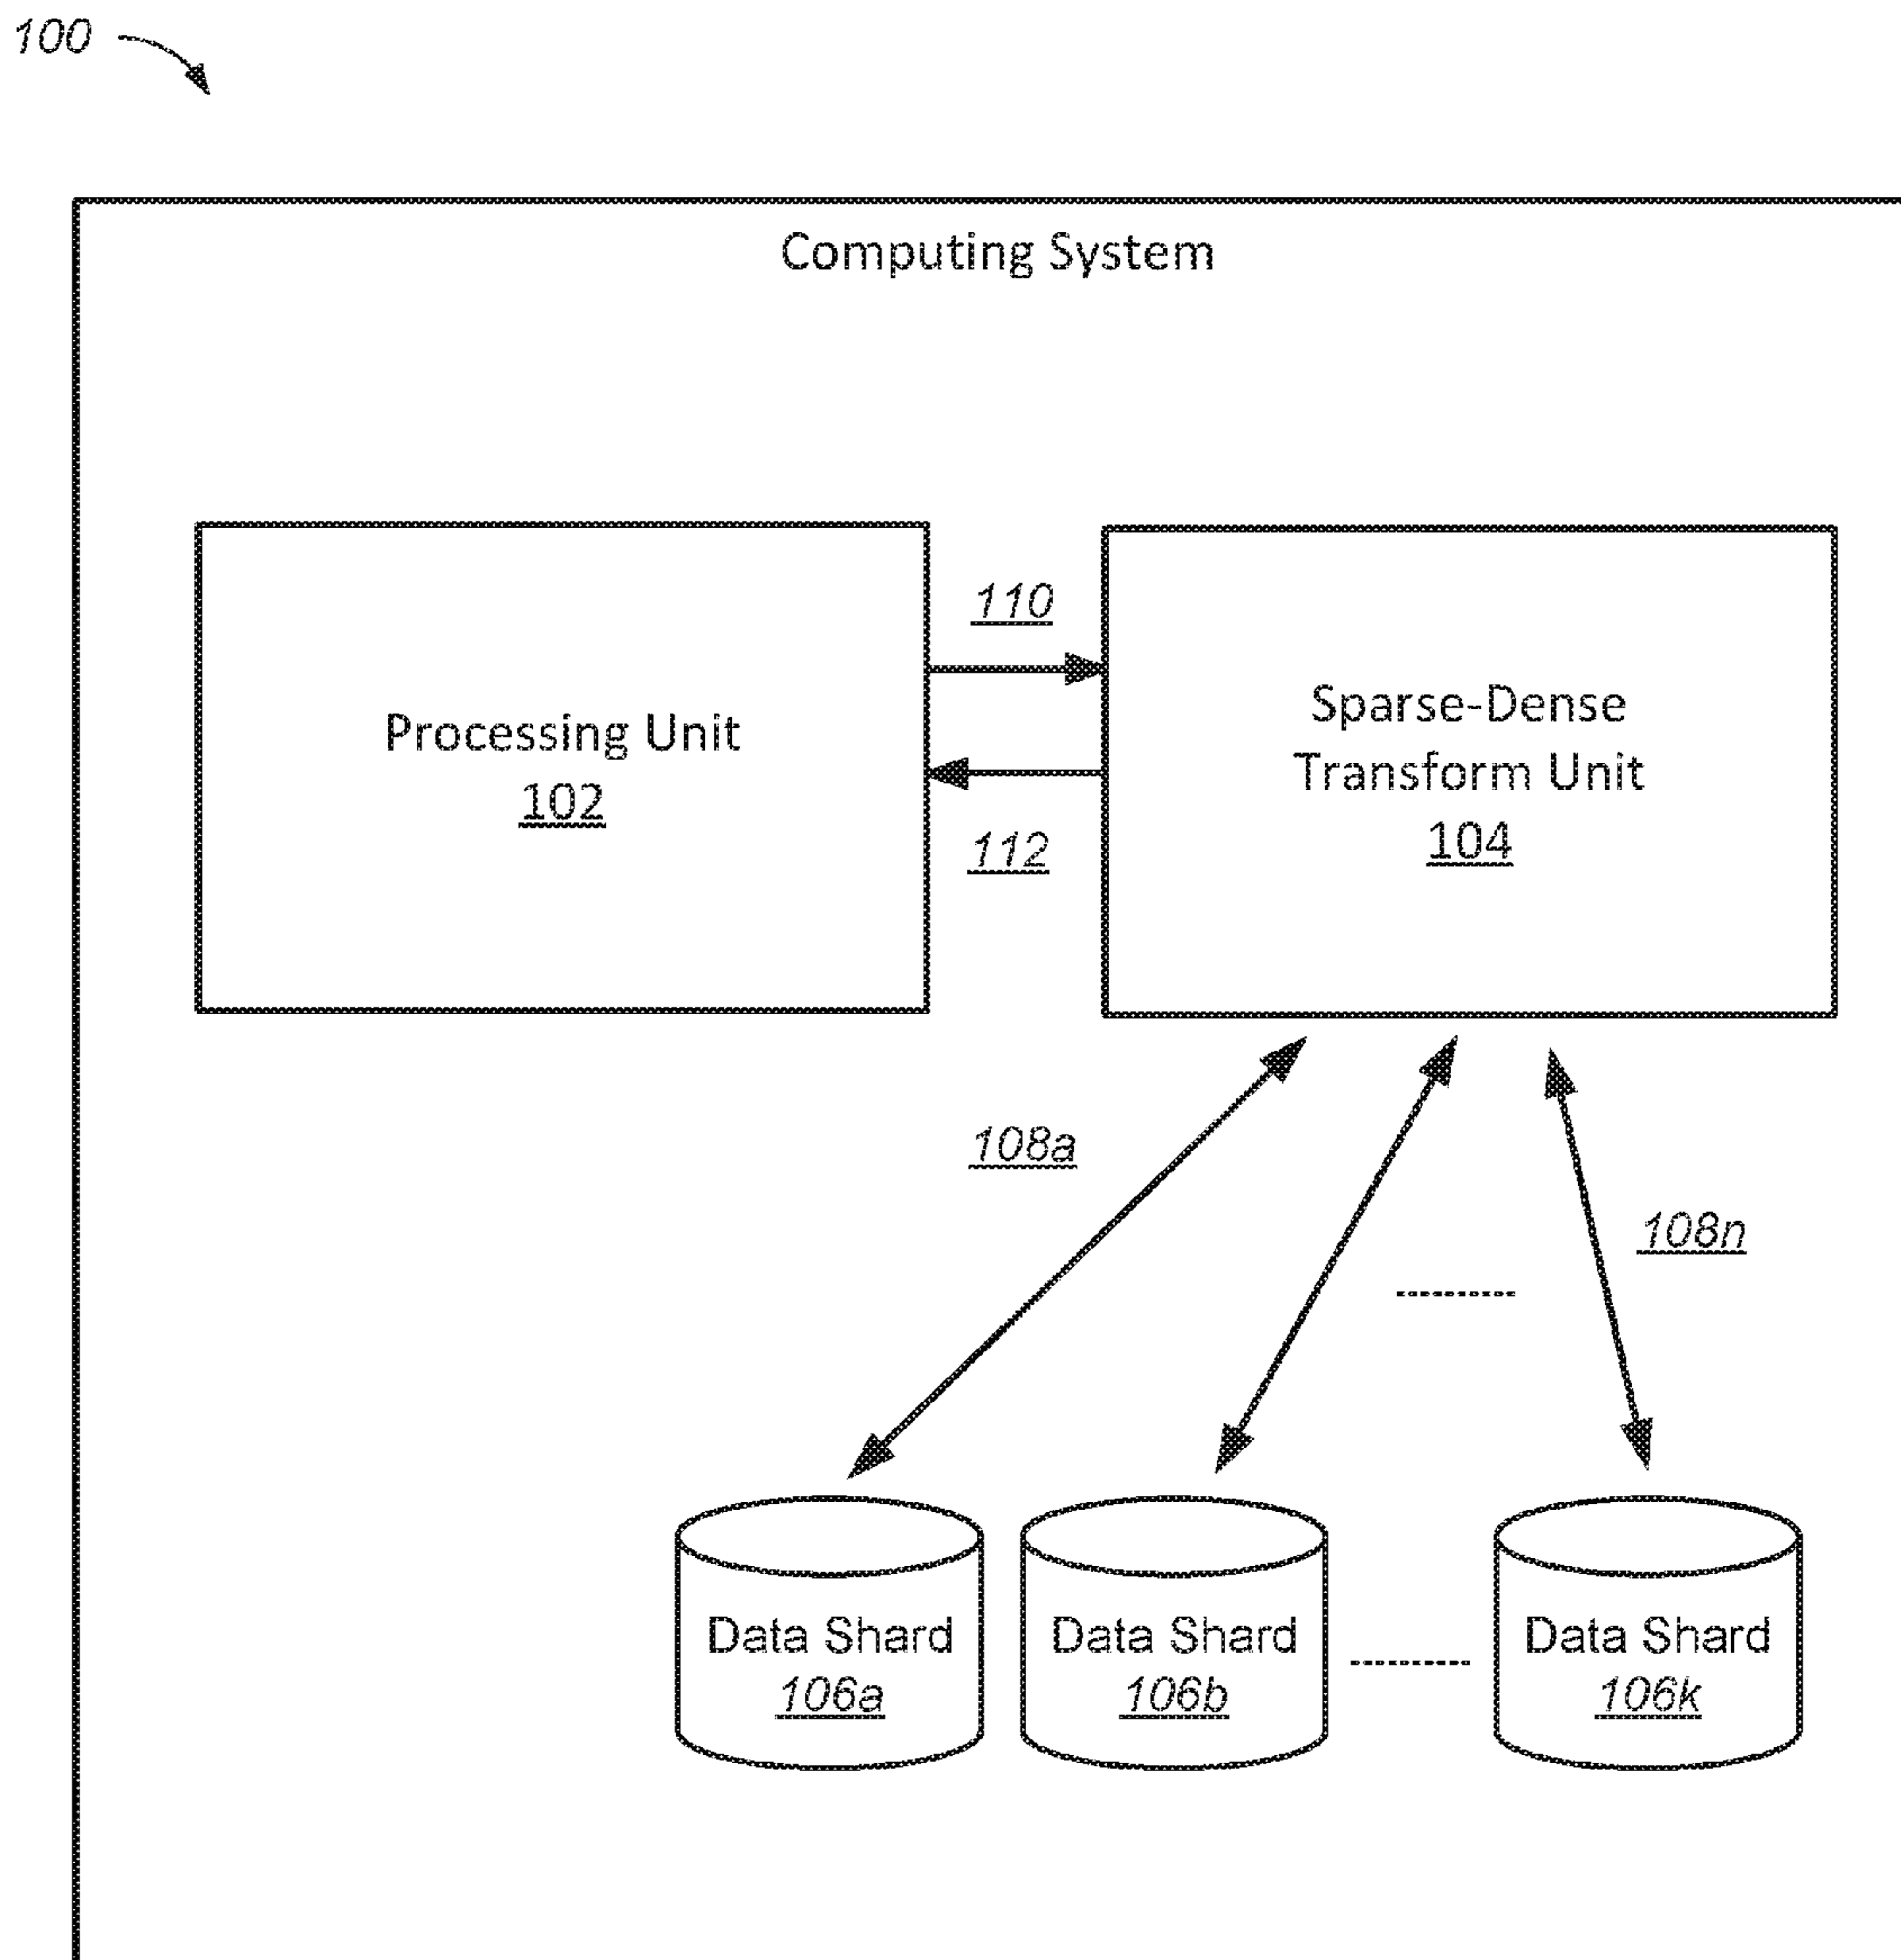 100
Computing System
Processing Unit
102
110
112
Sparse-Dense
Transform Unit
104
108a
108n
Data Shard
106a
Data Shard
106b
Data Shard
106k